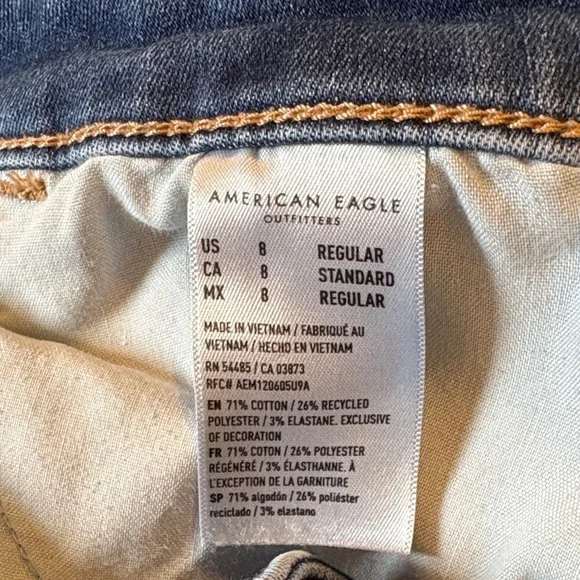 AMERICAN EAGLE
OUTFITTERS
US 8 REGULAR
CA 8 STANDARD
MX 8 REGULAR
MADE IN VIETNAM / FABRIQUÉ AU
VIETNAM / HECHO EN VIETNAM
RN 54485 / CA 03873
RFC# AEM120605U9A
EN 71% COTTON / 26% RECYCLED
POLYESTER / 3% ELASTANE. EXCLUSIVE
OF DECORATION
FR 71% COTON / 26% POLYESTER
RÉGÉNÉRÉ / 3% ÉLASTHANNE. À
L'EXCEPTION DE LA GARNITURE
SP 71% algodón / 26% poliéster
reciclado / 3% elastano